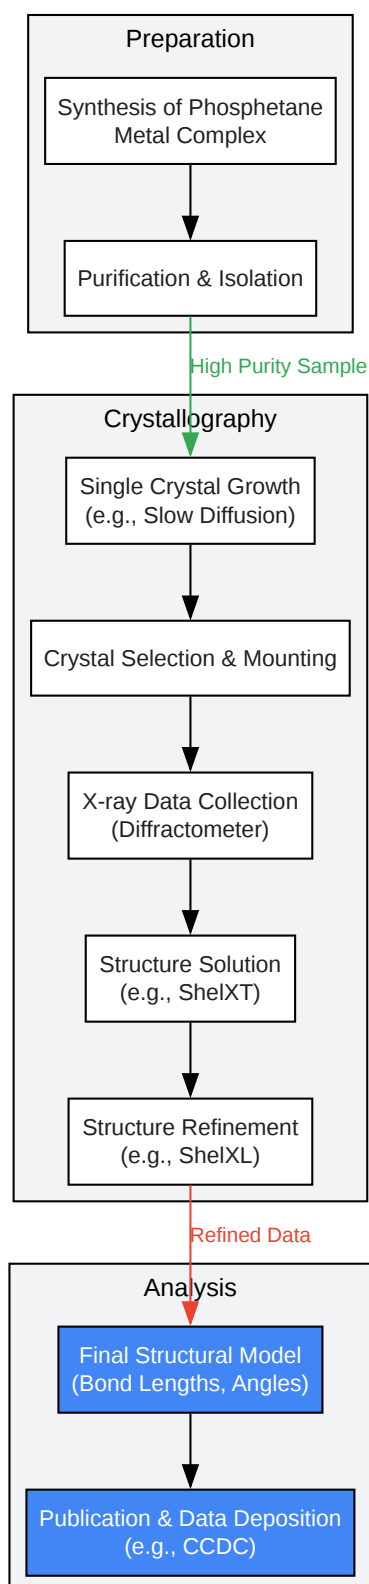 Preparation
Synthesis of Phosphetane
Metal Complex
Purification & Isolation
High Purity Sample
Crystallography
Single Crystal Growth
(e.g., Slow Diffusion)
Crystal Selection & Mounting
X-ray Data Collection
(Diffractometer)
Structure Solution
(e.g., ShelXT)
Structure Refinement
(e.g., ShelXL)
Refined Data
Analysis
Final Structural Model
(Bond Lengths, Angles)
Publication & Data Deposition
(e.g., CCDC)